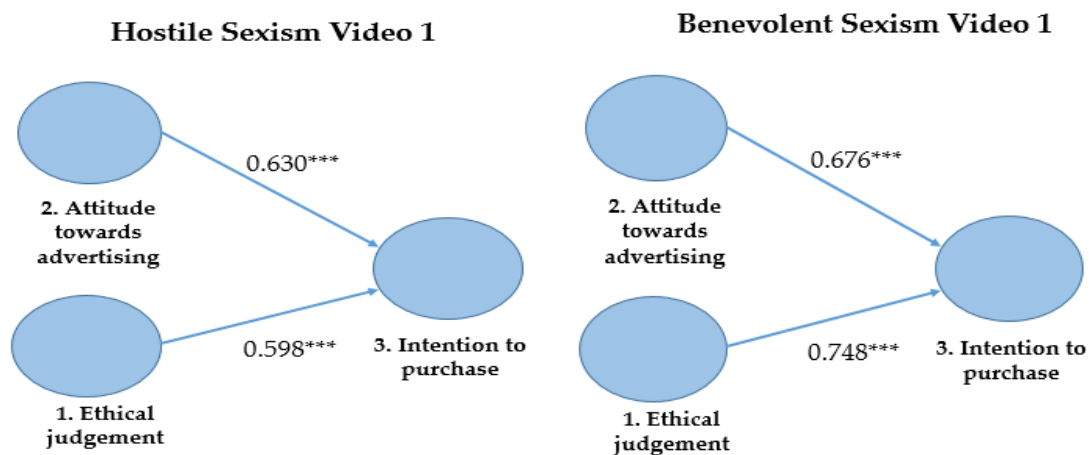 Hostile Sexism Video 1
0.630***
2. Attitude
towards
advertising
0.598***
3. Intention to
purchase
1. Ethical
judgement
Benevolent Sexism Video 1
0.676***
2. Attitude
towards
advertising
0.748***
3. Intention to
purchase
1. Ethical
judgement